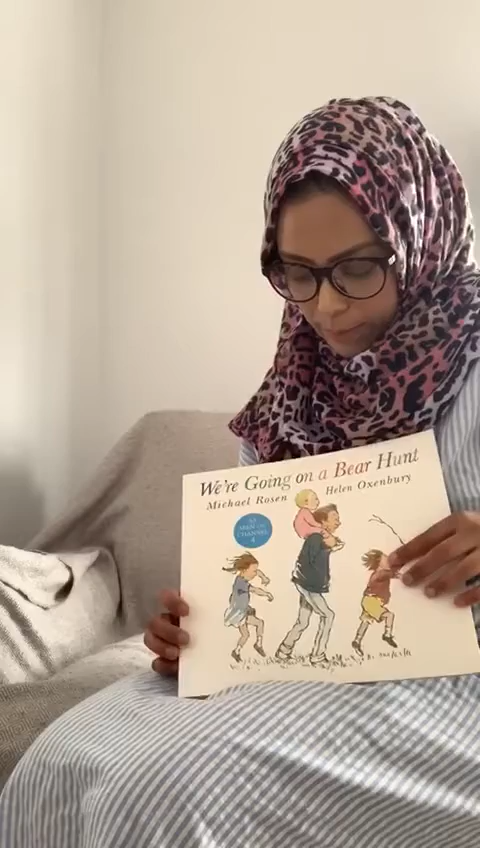 We're Going on a Bear Hunt
Michael Rosen Helen Oxenbury
AS
SEEN ON
CHANNEL
4